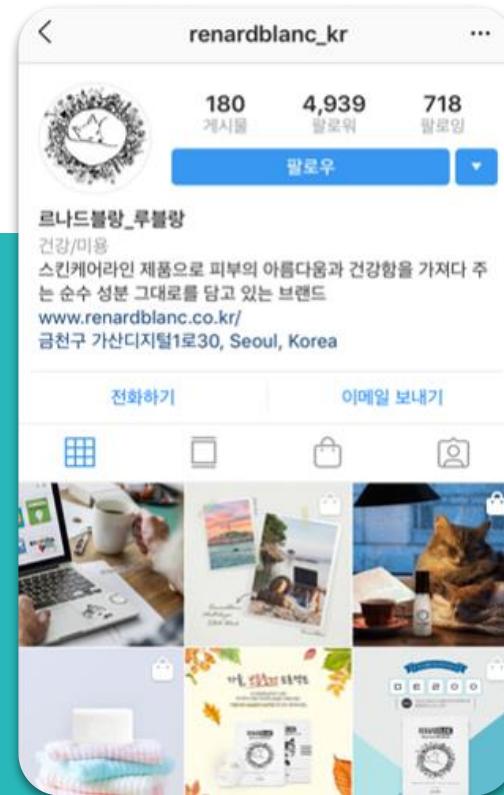 renardblanc_kr
180 4,939 718
게시물 팔로워 팔로잉
팔로우
르나드블랑_루블랑
건강/미용
스킨케어라인 제품으로 피부의 아름다움과 건강함을 가져다 주
는 순수 성분 그대로를 담고 있는 브랜드
www.renardblanc.co.kr/
금천구 가산디지털1로30, Seoul, Korea
전화하기 이메일 보내기